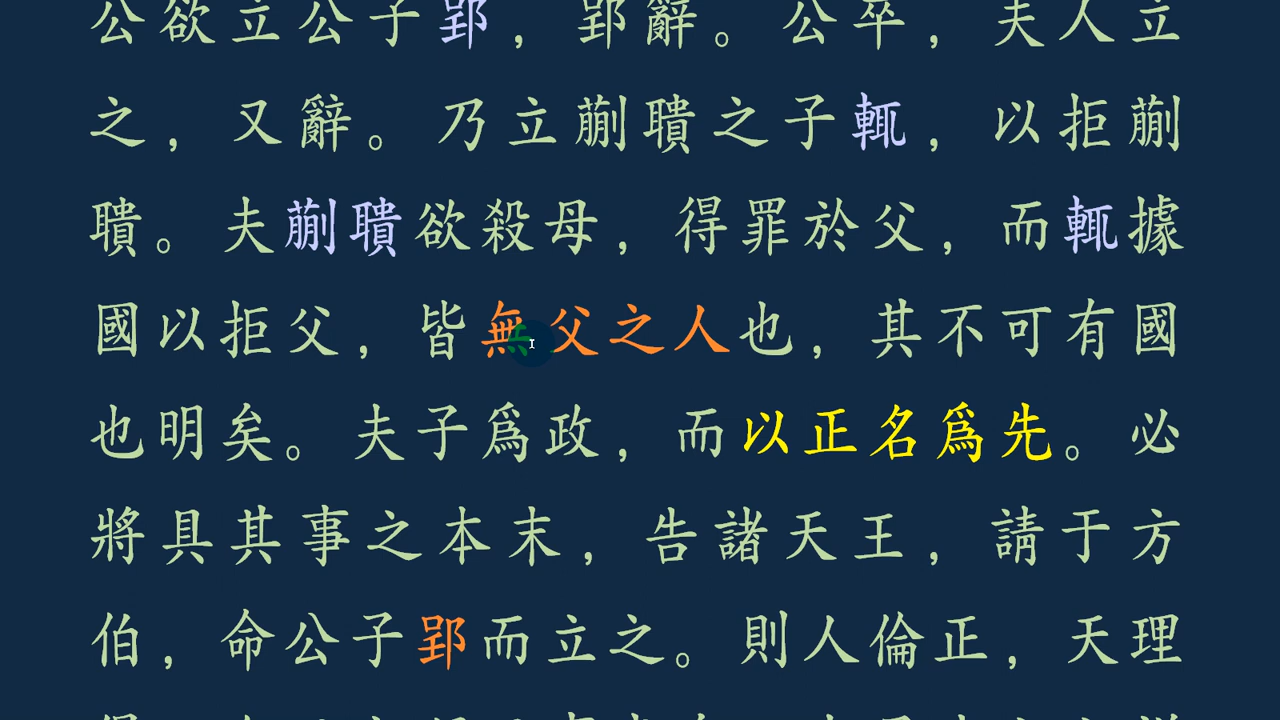 公欲立公子郢，郢辭。公卒，夫人立
之，又辭。乃立蒯聵之子輒，以拒蒯
聵。夫蒯聵欲殺母，得罪於父，而輒據
國以拒父，皆無父之人也，其不可有國
也明矣。夫子爲政，而以正名爲先。必
將具其事之本末，告諸天王，請于方
伯，命公子郢而立之。則人倫正，天理